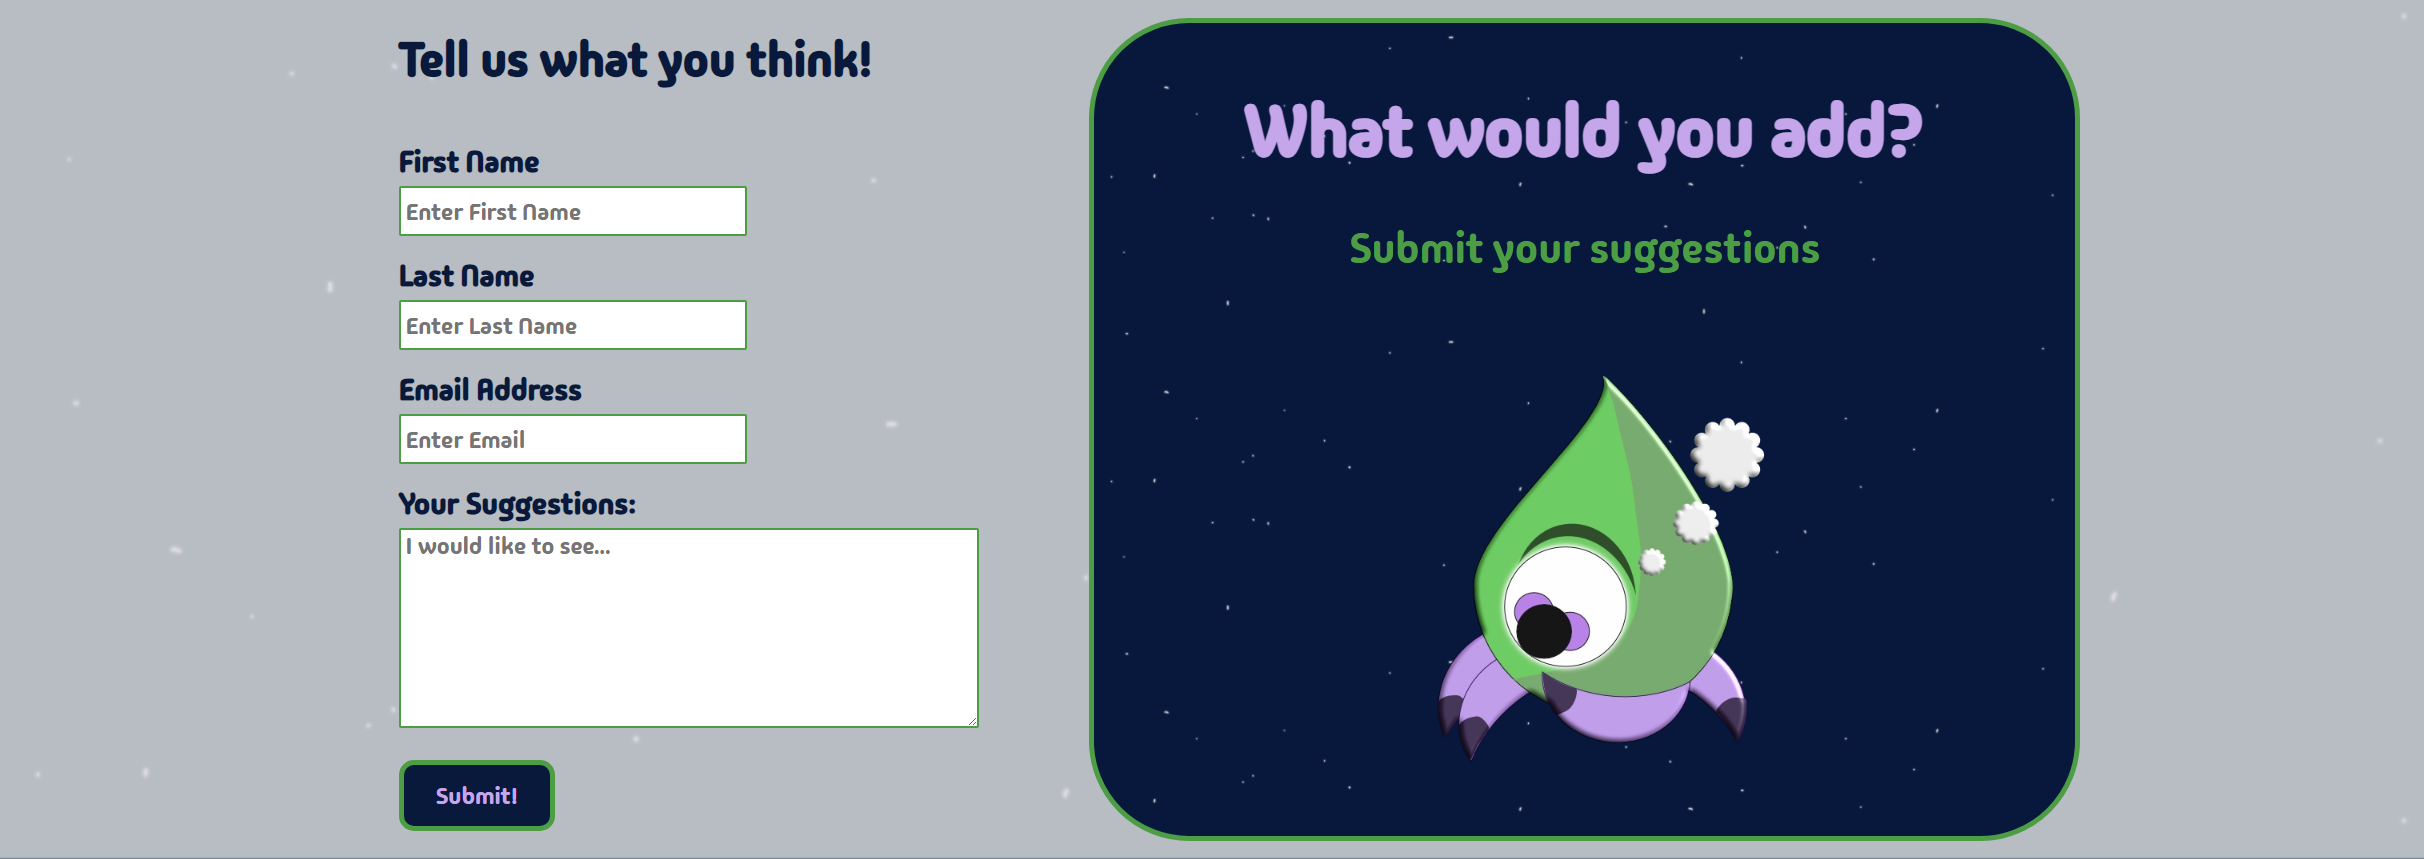 Tell us what you think!
First Name
Enter First Name
Last Name
Enter Last Name
Email Address
Enter Email
Your Suggestions:
I would like to see...
Submit!
What would you add?
Submit your suggestions